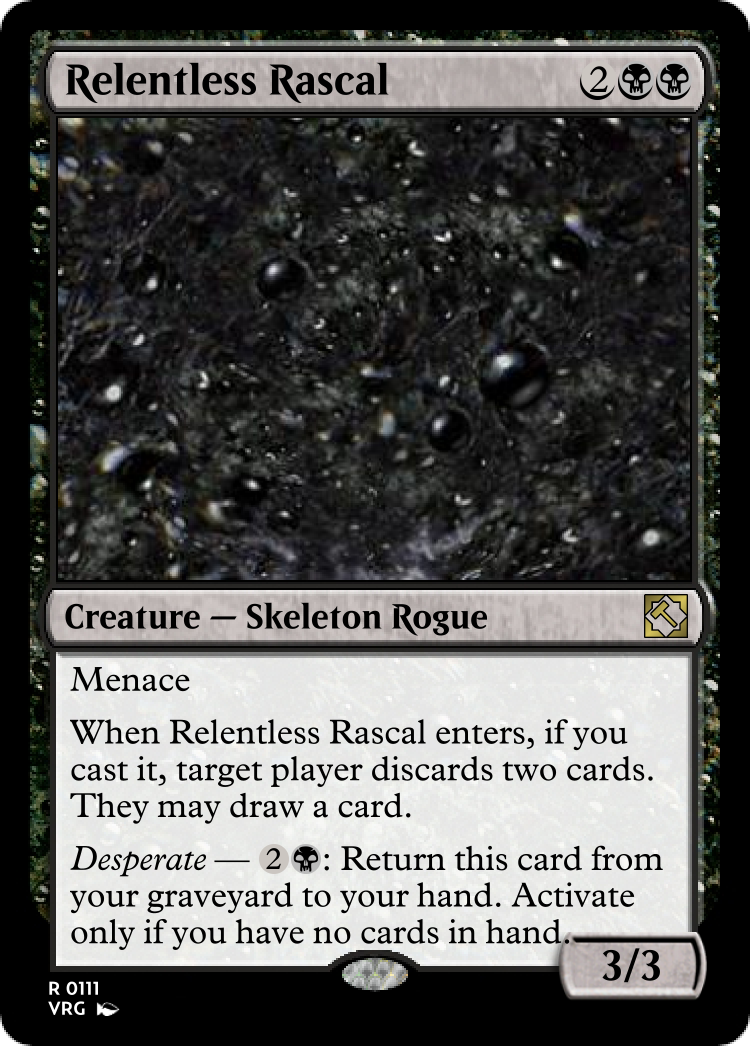 Relentless Rascal 2
Creature — Skeleton Rogue
Menace
When Relentless Rascal enters, if you
cast it, target player discards two cards.
They may draw a card.
Desperate — 2 : Return this card from
your graveyard to your hand. Activate
only if you have no cards in hand.
3/3
R 0111
VRG